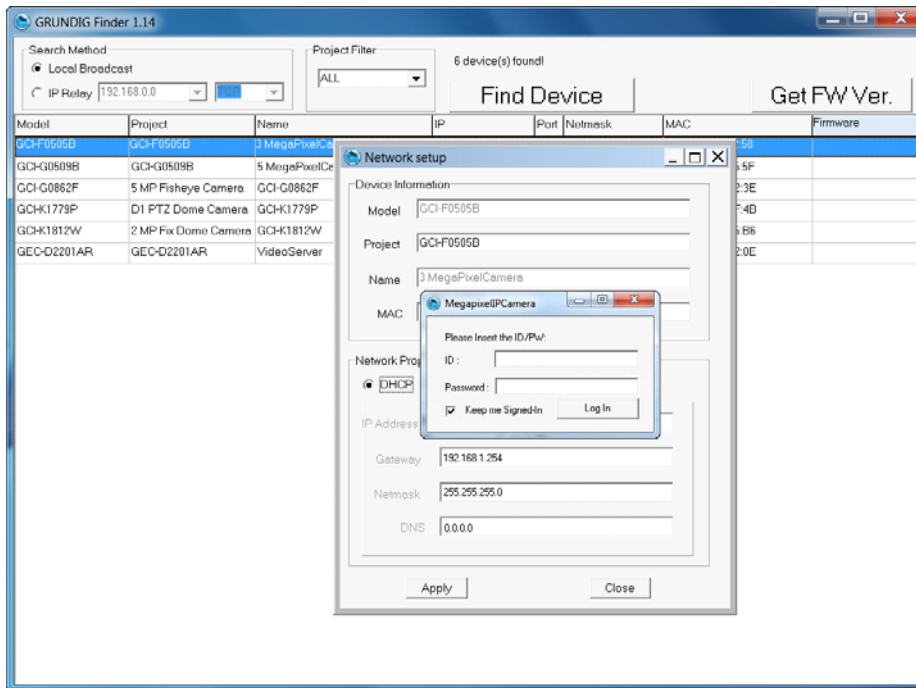 GRUNDIG Finder 1.14
Search Method
Local Broadcast
IP Relay 192.168.0.0
Project Filter
ALL
6 device(s) found!
Find Device
Get FW Ver.
Model Project Name IP Port Netmask MAC Firmware
GCI-F0505B GCI-F0505B 3 MegaPixelCa :58
GCI-G0509B GCI-G0509B 5 MegaPixelCe :5F
GCI-G0862F 5 MP Fisheye Camera GCI-G0862F :3E
GCI-K1779P D1 PTZ Dome Camera GCI-K1779P :4B
GCI-K1812W 2 MP Fix Dome Camera GCI-K1812W :B6
GEC-D2201AR GEC-D2201AR VideoServer :0E
Network setup
Device Information
Model GCI-F0505B
Project GCI-F0505B
Name 3 MegaPixelCamera
MAC
MegapixelIPCamera
Please Insert the ID/PW:
ID :
Password :
Keep me Signed-In
Log In
Network Prop
DHCP
IP Address
Gateway 192.168.1.254
Netmask 255.255.255.0
DNS 0.0.0.0
Apply
Close